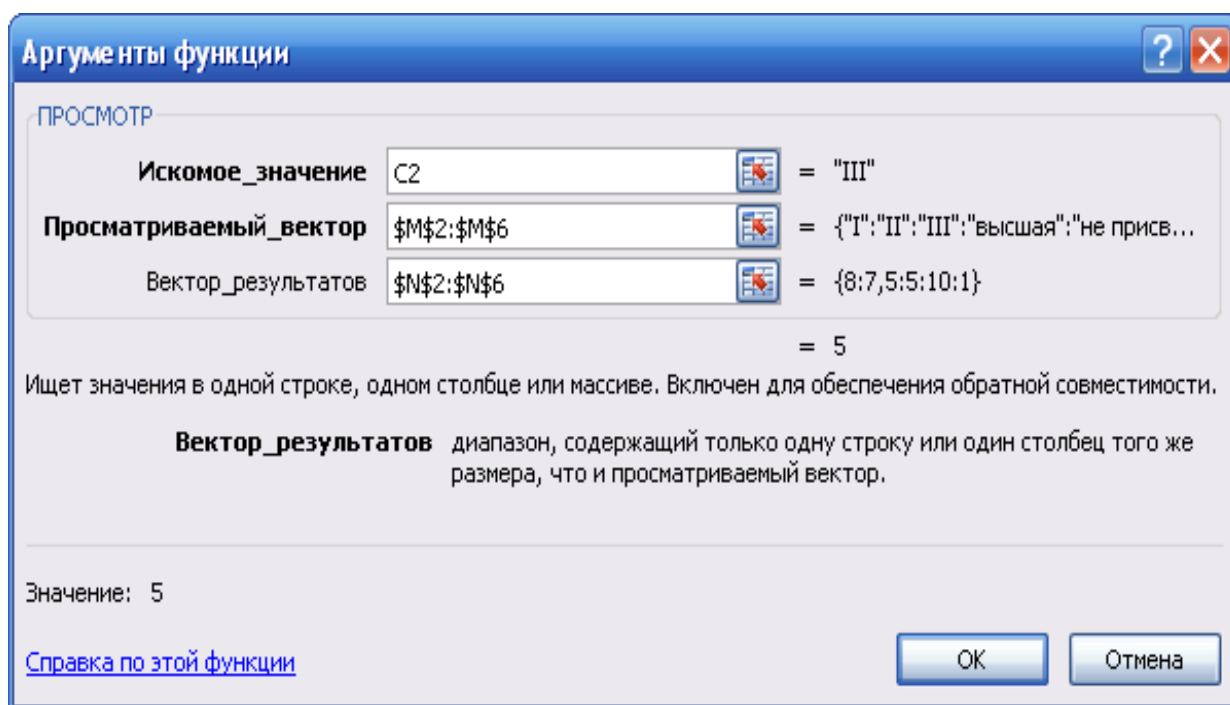 Аргументы функции
ПРОСМОТР
Искомое_значение C2 = "III"
Просматриваемый_вектор $M$2:$M$6 = {"I":"II":"III":"высшая":"не присв...
Вектор_результатов $N$2:$N$6 = {8:7,5:5:10:1}
= 5
Ищет значения в одной строке, одном столбце или массиве. Включен для обеспечения обратной совместимости.
Вектор_результатов диапазон, содержащий только одну строку или один столбец того же
размера, что и просматриваемый вектор.
Значение: 5
Справка по этой функции
ОК Отмена